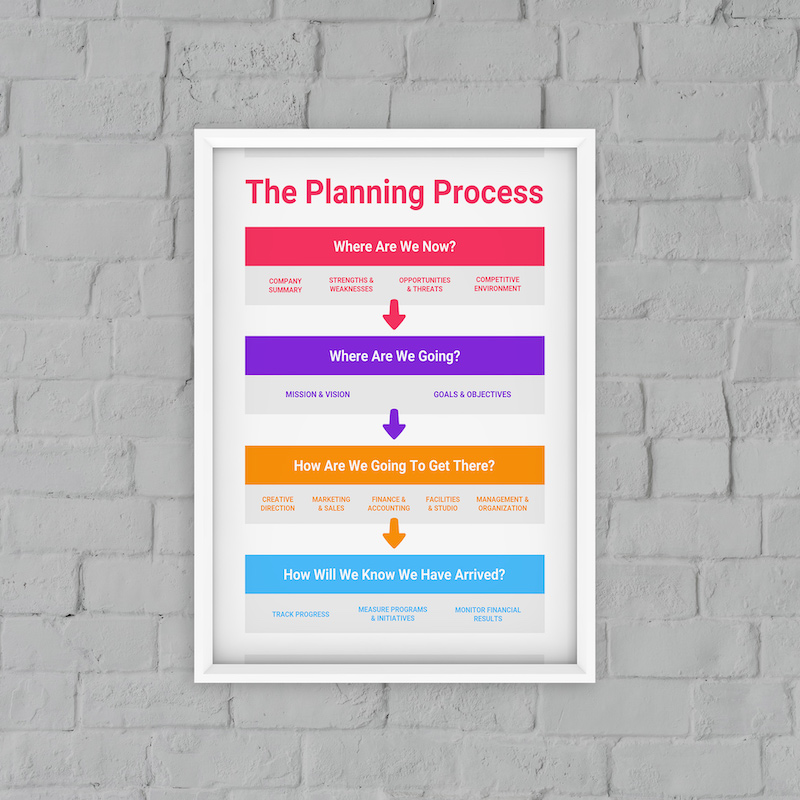 The Planning Process
Where Are We Now?
COMPANY
SUMMARY
STRENGTHS &
WEAKNESSES
OPPORTUNITIES
& THREATS
COMPETITIVE
ENVIRONMENT
Where Are We Going?
MISSION & VISION
GOALS & OBJECTIVES
How Are We Going To Get There?
CREATIVE
DIRECTION
MARKETING
& SALES
FINANCE &
ACCOUNTING
FACILITIES
& STUDIO
MANAGEMENT &
ORGANIZATION
How Will We Know We Have Arrived?
TRACK PROGRESS
MEASURE PROGRAMS
& INITIATIVES
MONITOR FINANCIAL
RESULTS